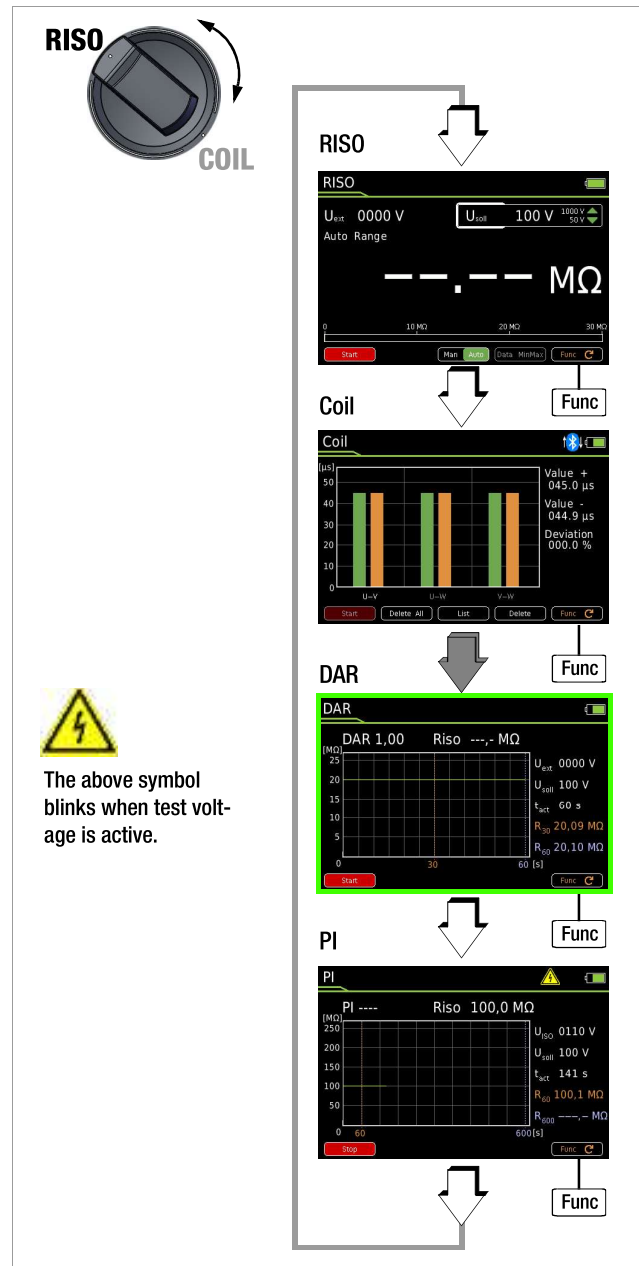 RISO
COIL
RISO
RISO
Uext 0000 V
Usoll 100 V 1000 V
50 V
Auto Range
––.–– MΩ
0 10 MΩ 20 MΩ 30 MΩ
Start Man Auto Data MinMax Func
Func
Coil
Coil
[µs]
50
40
30
20
10
0
U–V U–W V–W
Value +
045.0 µs
Value -
044.9 µs
Deviation
000.0 %
Start Delete All List Delete Func
Func
DAR
DAR
DAR 1,00 Riso ---,- MΩ
[MΩ]
25
20
15
10
5
0 30 60 [s]
Uext 0000 V
Usoll 100 V
tact 60 s
R30 20,09 MΩ
R60 20,10 MΩ
Start Func
Func
The above symbol
blinks when test volt-
age is active.
PI
PI
PI ---- Riso 100,0 MΩ
[MΩ]
250
200
150
100
50
0 60 600 [s]
UISO 0110 V
Usoll 100 V
tact 141 s
R60 100,1 MΩ
R600 –––,– MΩ
Stop Func
Func